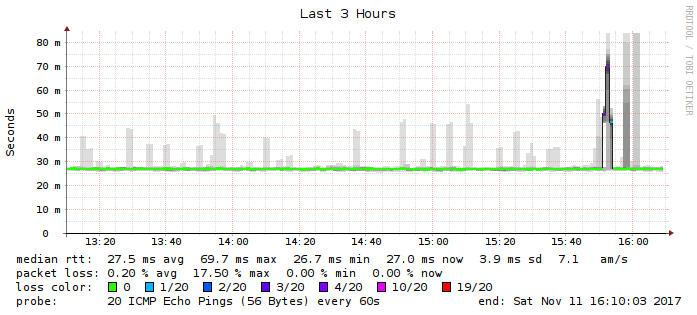 Last 3 Hours
RRDTOOL / TOBI OETIKER
Seconds
80 m
70 m
60 m
50 m
40 m
30 m
20 m
10 m
0
13:20 13:40 14:00 14:20 14:40 15:00 15:20 15:40 16:00
median rtt: 27.5 ms avg 69.7 ms max 26.7 ms min 27.0 ms now 3.9 ms sd 7.1 am/s
packet loss: 0.20 % avg 17.50 % max 0.00 % min 0.00 % now
loss color: 0 1/20 2/20 3/20 4/20 10/20 19/20
probe: 20 ICMP Echo Pings (56 Bytes) every 60s end: Sat Nov 11 16:10:03 2017